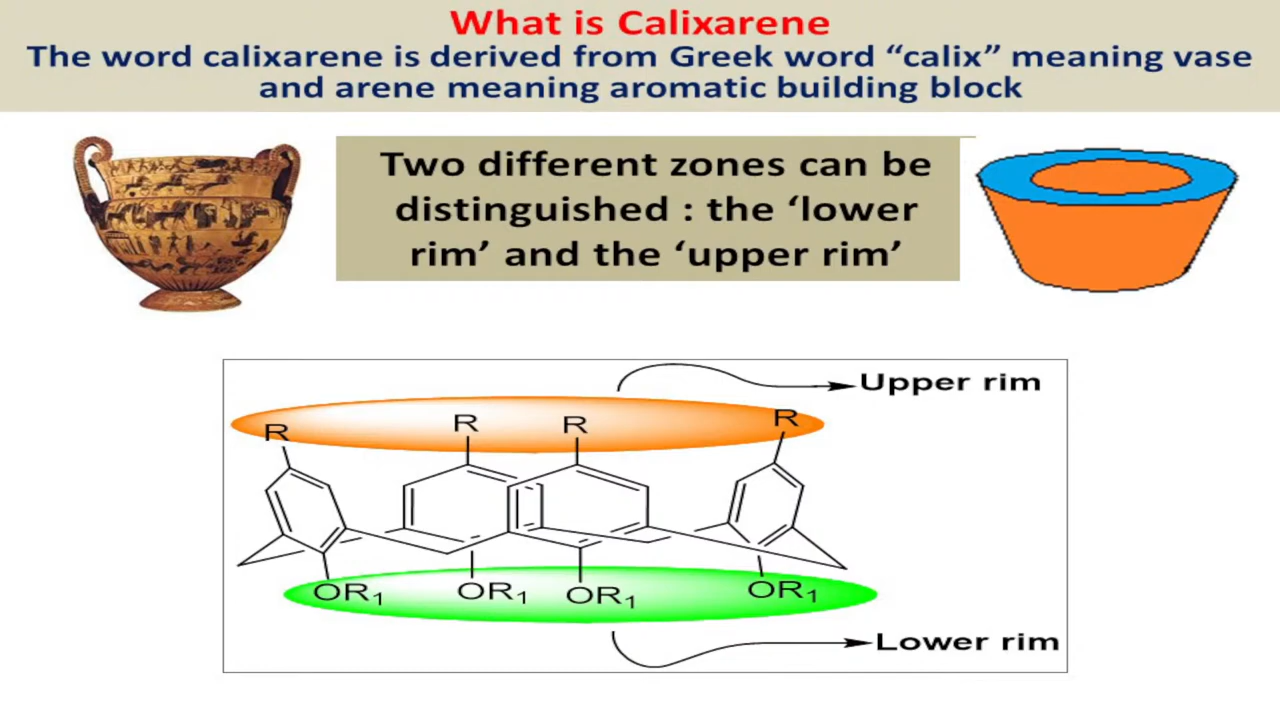 What is Calixarene
The word calixarene is derived from Greek word “calix” meaning vase
and arene meaning aromatic building block
Two different zones can be
distinguished : the ‘lower
rim’ and the ‘upper rim’
Upper rim
R R R R
OR1 OR1 OR1 OR1
Lower rim